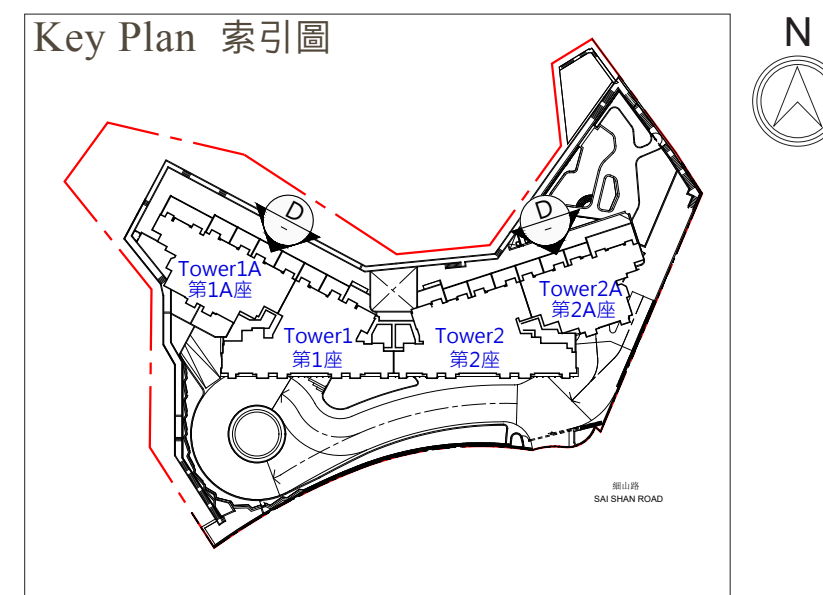 Key Plan 索引圖
N
D
-
D
-
Tower1A
第1A座
Tower2A
第2A座
Tower1
第1座
Tower2
第2座
細山路
SAI SHAN ROAD